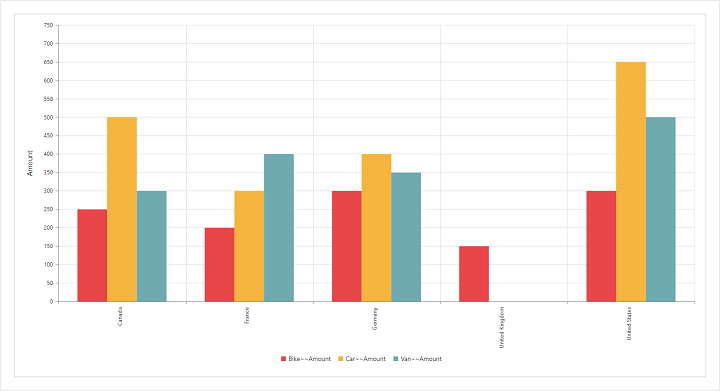 750
700
650
600
550
500
450
400
350
300
250
200
150
100
50
0
Amount
Canada
France
Germany
United Kingdom
United States
Bike~~Amount Car~~Amount Van~~Amount